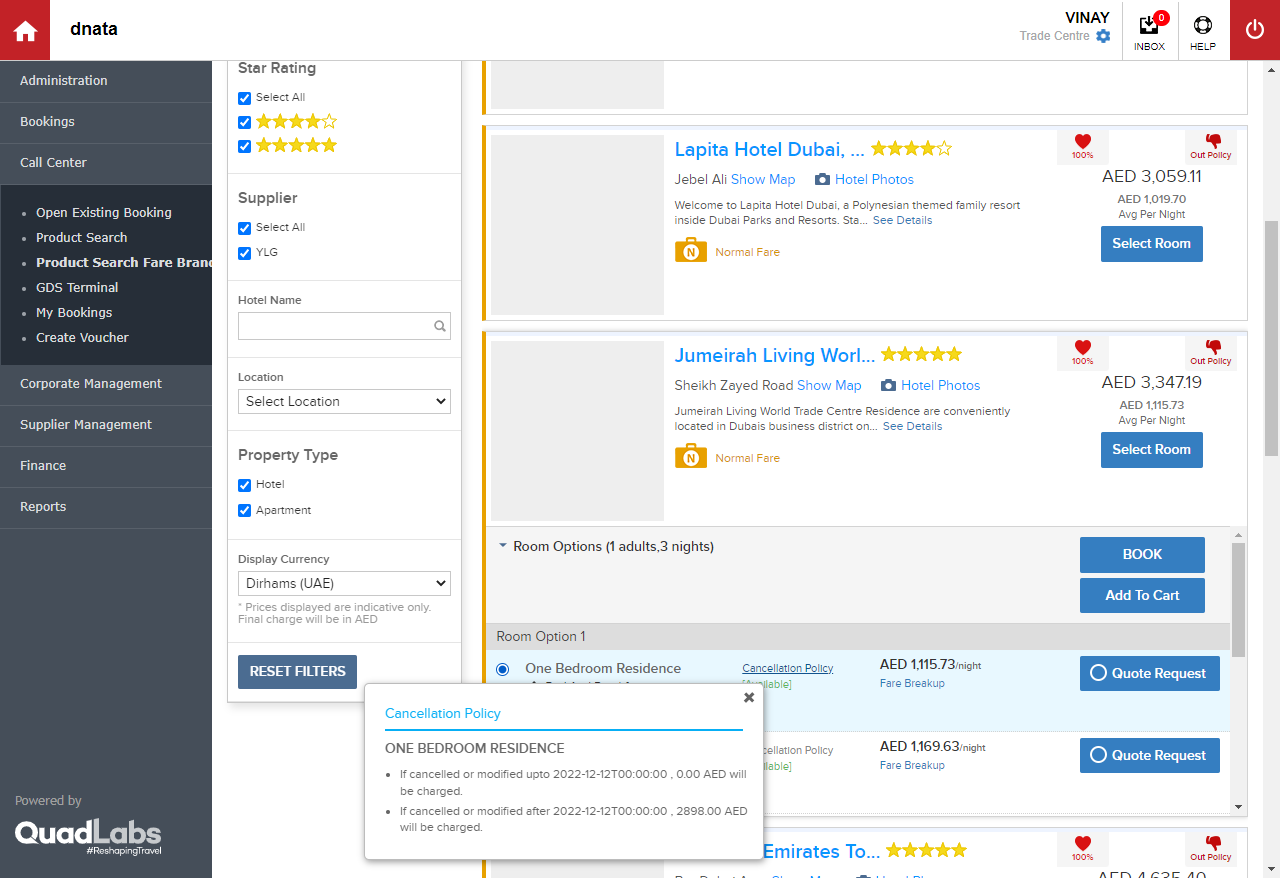 dnata
VINAY
Trade Centre
0
INBOX
HELP
Administration
Bookings
Call Center
Open Existing Booking
Product Search
Product Search Fare Brand
GDS Terminal
My Bookings
Create Voucher
Corporate Management
Supplier Management
Finance
Reports
Powered by
QuadLabs
#ReshapingTravel
Star Rating
Select All
Supplier
Select All
YLG
Hotel Name
Location
Select Location
Property Type
Hotel
Apartment
Display Currency
Dirhams (UAE)
* Prices displayed are indicative only.
Final charge will be in AED
RESET FILTERS
Lapita Hotel Dubai, ...
Jebel Ali Show Map Hotel Photos
Welcome to Lapita Hotel Dubai, a Polynesian themed family resort
inside Dubai Parks and Resorts. Sta... See Details
N Normal Fare
100%
Out Policy
AED 3,059.11
AED 1,019.70
Avg Per Night
Select Room
Jumeirah Living Worl...
Sheikh Zayed Road Show Map Hotel Photos
Jumeirah Living World Trade Centre Residence are conveniently
located in Dubais business district on... See Details
N Normal Fare
100%
Out Policy
AED 3,347.19
AED 1,115.73
Avg Per Night
Select Room
Room Options (1 adults,3 nights)
BOOK
Add To Cart
Room Option 1
One Bedroom Residence
Cancellation Policy
AED 1,115.73/night
Fare Breakup
Quote Request
cellation Policy
lable]
AED 1,169.63/night
Fare Breakup
Quote Request
Cancellation Policy
ONE BEDROOM RESIDENCE
If cancelled or modified upto 2022-12-12T00:00:00 , 0.00 AED will
be charged.
If cancelled or modified after 2022-12-12T00:00:00 , 2898.00 AED
will be charged.
Emirates To...
100%
Out Policy
AED 4,635.40